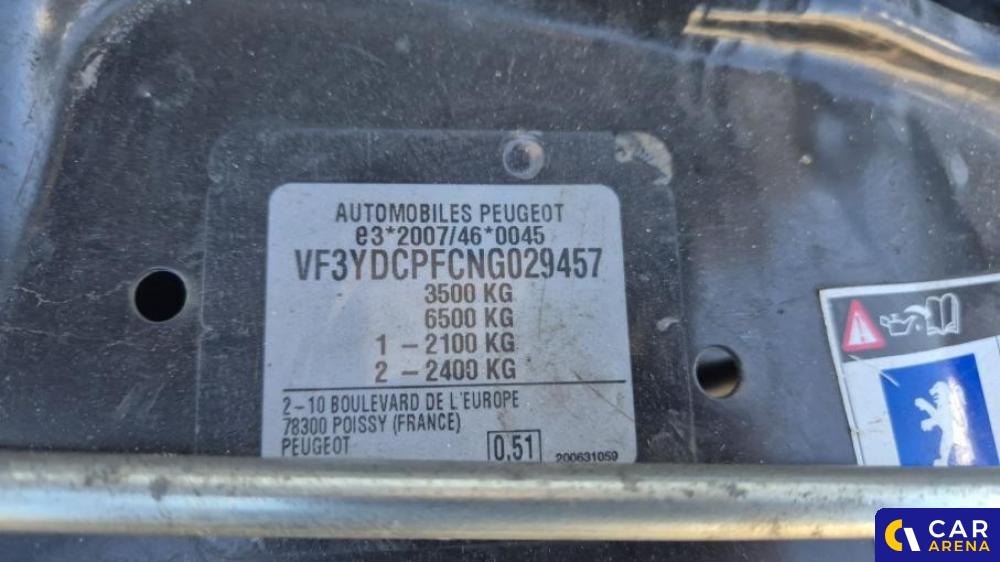 AUTOMOBILES PEUGEOT
e3*2007/46*0045
VF3YDCPFCNG029457
3500 KG
6500 KG
1 - 2100 KG
2 - 2400 KG
2-10 BOULEVARD DE L'EUROPE
78300 POISSY (FRANCE)
PEUGEOT
0,51
200631059
CAR
ARENA